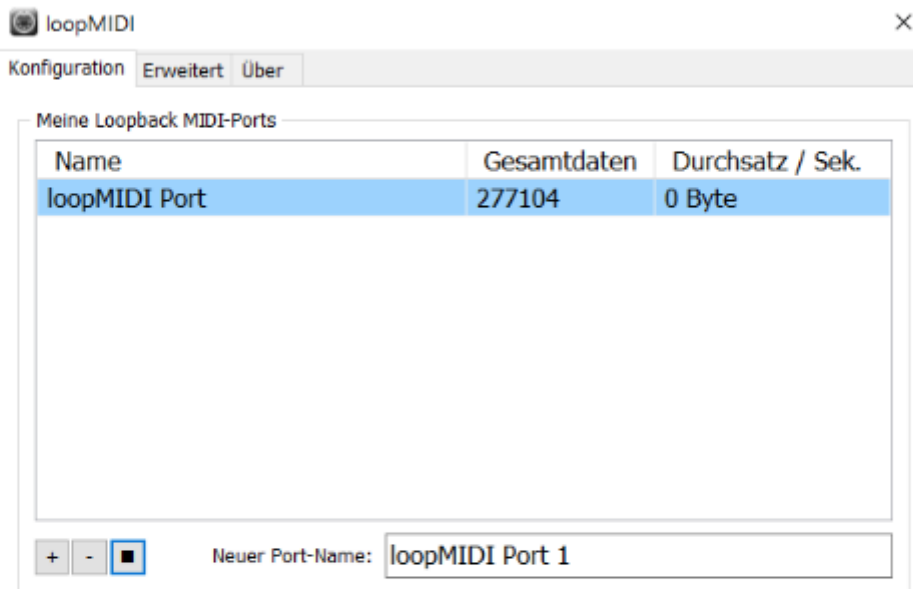 loopMIDI
Konfiguration Erweitert Über
Meine Loopback MIDI-Ports
Name Gesamtdaten Durchsatz / Sek.
loopMIDI Port 277104 0 Byte
+ - Neuer Port-Name: loopMIDI Port 1